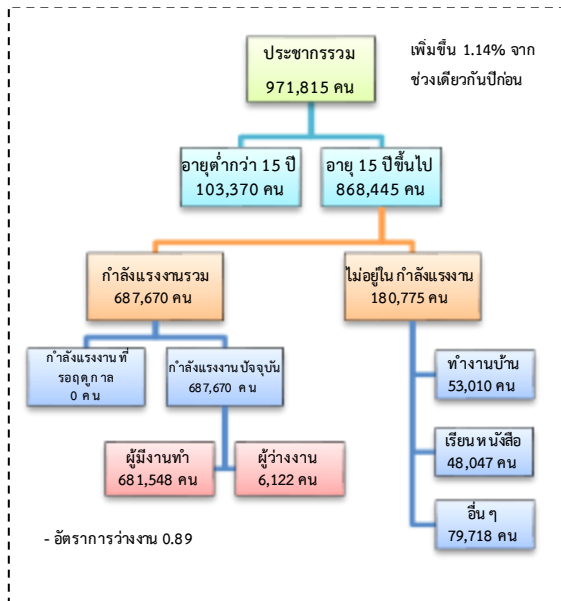 ประชากรรวม
971,815 คน
เพิ่มขึ้น 1.14% จาก
ช่วงเดียวกันปีก่อน
อายุต่ำกว่า 15 ปี
103,370 คน
อายุ 15 ปีขึ้นไป
868,445 คน
กำลังแรงงานรวม
687,670 คน
ไม่อยู่ในกำลังแรงงาน
180,775 คน
กำลังแรงงานที่
รอฤดูกาล
0 คน
กำลังแรงงานปัจจุบัน
687,670 คน
ทำงานบ้าน
53,010 คน
เรียนหนังสือ
48,047 คน
ผู้มีงานทำ
681,548 คน
ผู้ว่างงาน
6,122 คน
อื่น ๆ
79,718 คน
- อัตราการว่างงาน 0.89